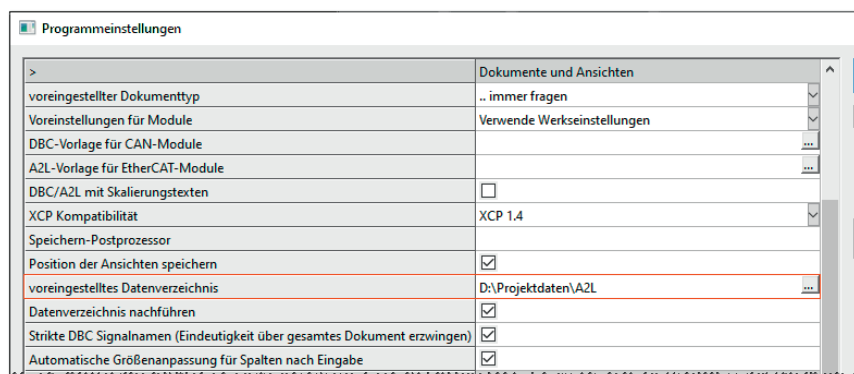 Programmeinstellungen
> Dokumente und Ansichten
voreingestellter Dokumenttyp .. immer fragen
Voreinstellungen für Module Verwende Werkseinstellungen
DBC-Vorlage für CAN-Module ...
A2L-Vorlage für EtherCAT-Module ...
DBC/A2L mit Skalierungstexten
XCP Kompatibilität XCP 1.4
Speichern-Postprozessor
Position der Ansichten speichern
voreingestelltes Datenverzeichnis D:\Projektdaten\A2L ...
Datenverzeichnis nachführen
Strikte DBC Signalnamen (Eindeutigkeit über gesamtes Dokument erzwingen)
Automatische Größenanpassung für Spalten nach Eingabe